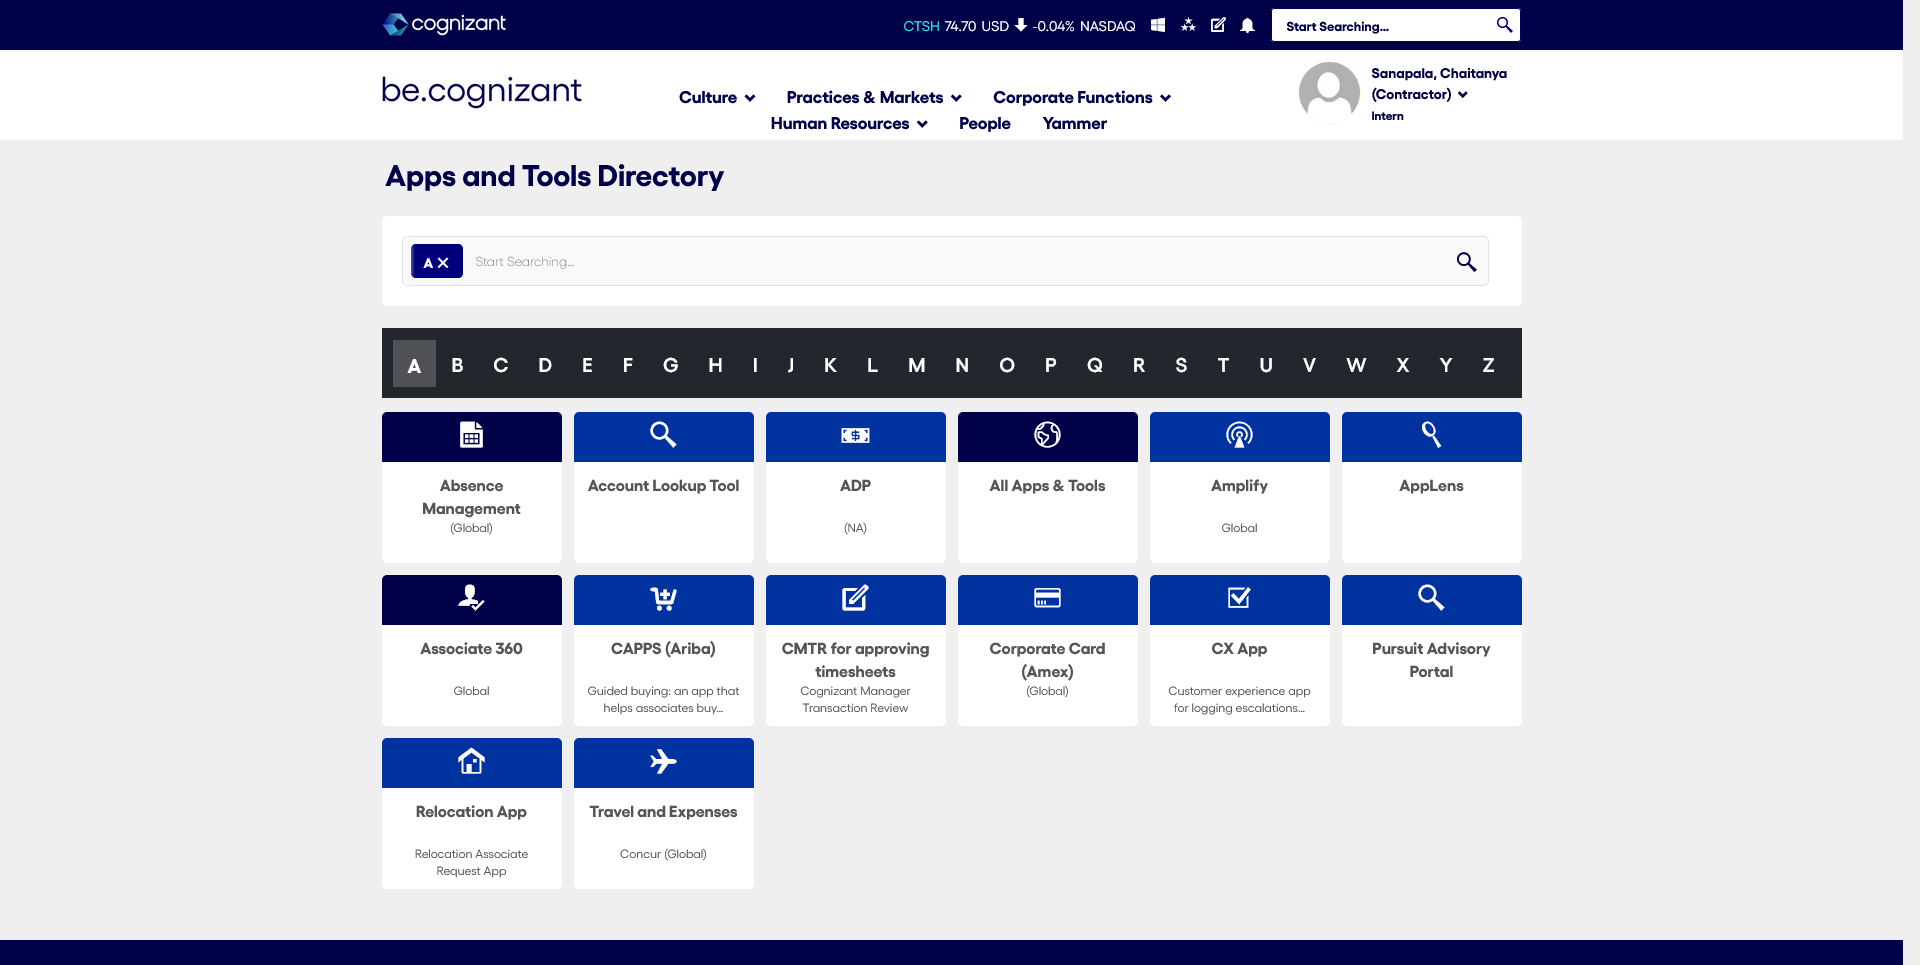 cognizant
CTSH 74.70 USD -0.04% NASDAQ
Start Searching...
be.cognizant
Culture
Practices & Markets
Corporate Functions
Human Resources
People
Yammer
Sanapala, Chaitanya
(Contractor)
Intern
Apps and Tools Directory
A
Start Searching...
A B C D E F G H I J K L M N O P Q R S T U V W X Y Z
Absence
Management
(Global)
Account Lookup Tool
ADP
(NA)
All Apps & Tools
Amplify
Global
AppLens
Associate 360
Global
CAPPS (Ariba)
Guided buying: an app that
helps associates buy...
CMTR for approving
timesheets
Cognizant Manager
Transaction Review
Corporate Card
(Amex)
(Global)
CX App
Customer experience app
for logging escalations...
Pursuit Advisory
Portal
Relocation App
Relocation Associate
Request App
Travel and Expenses
Concur (Global)